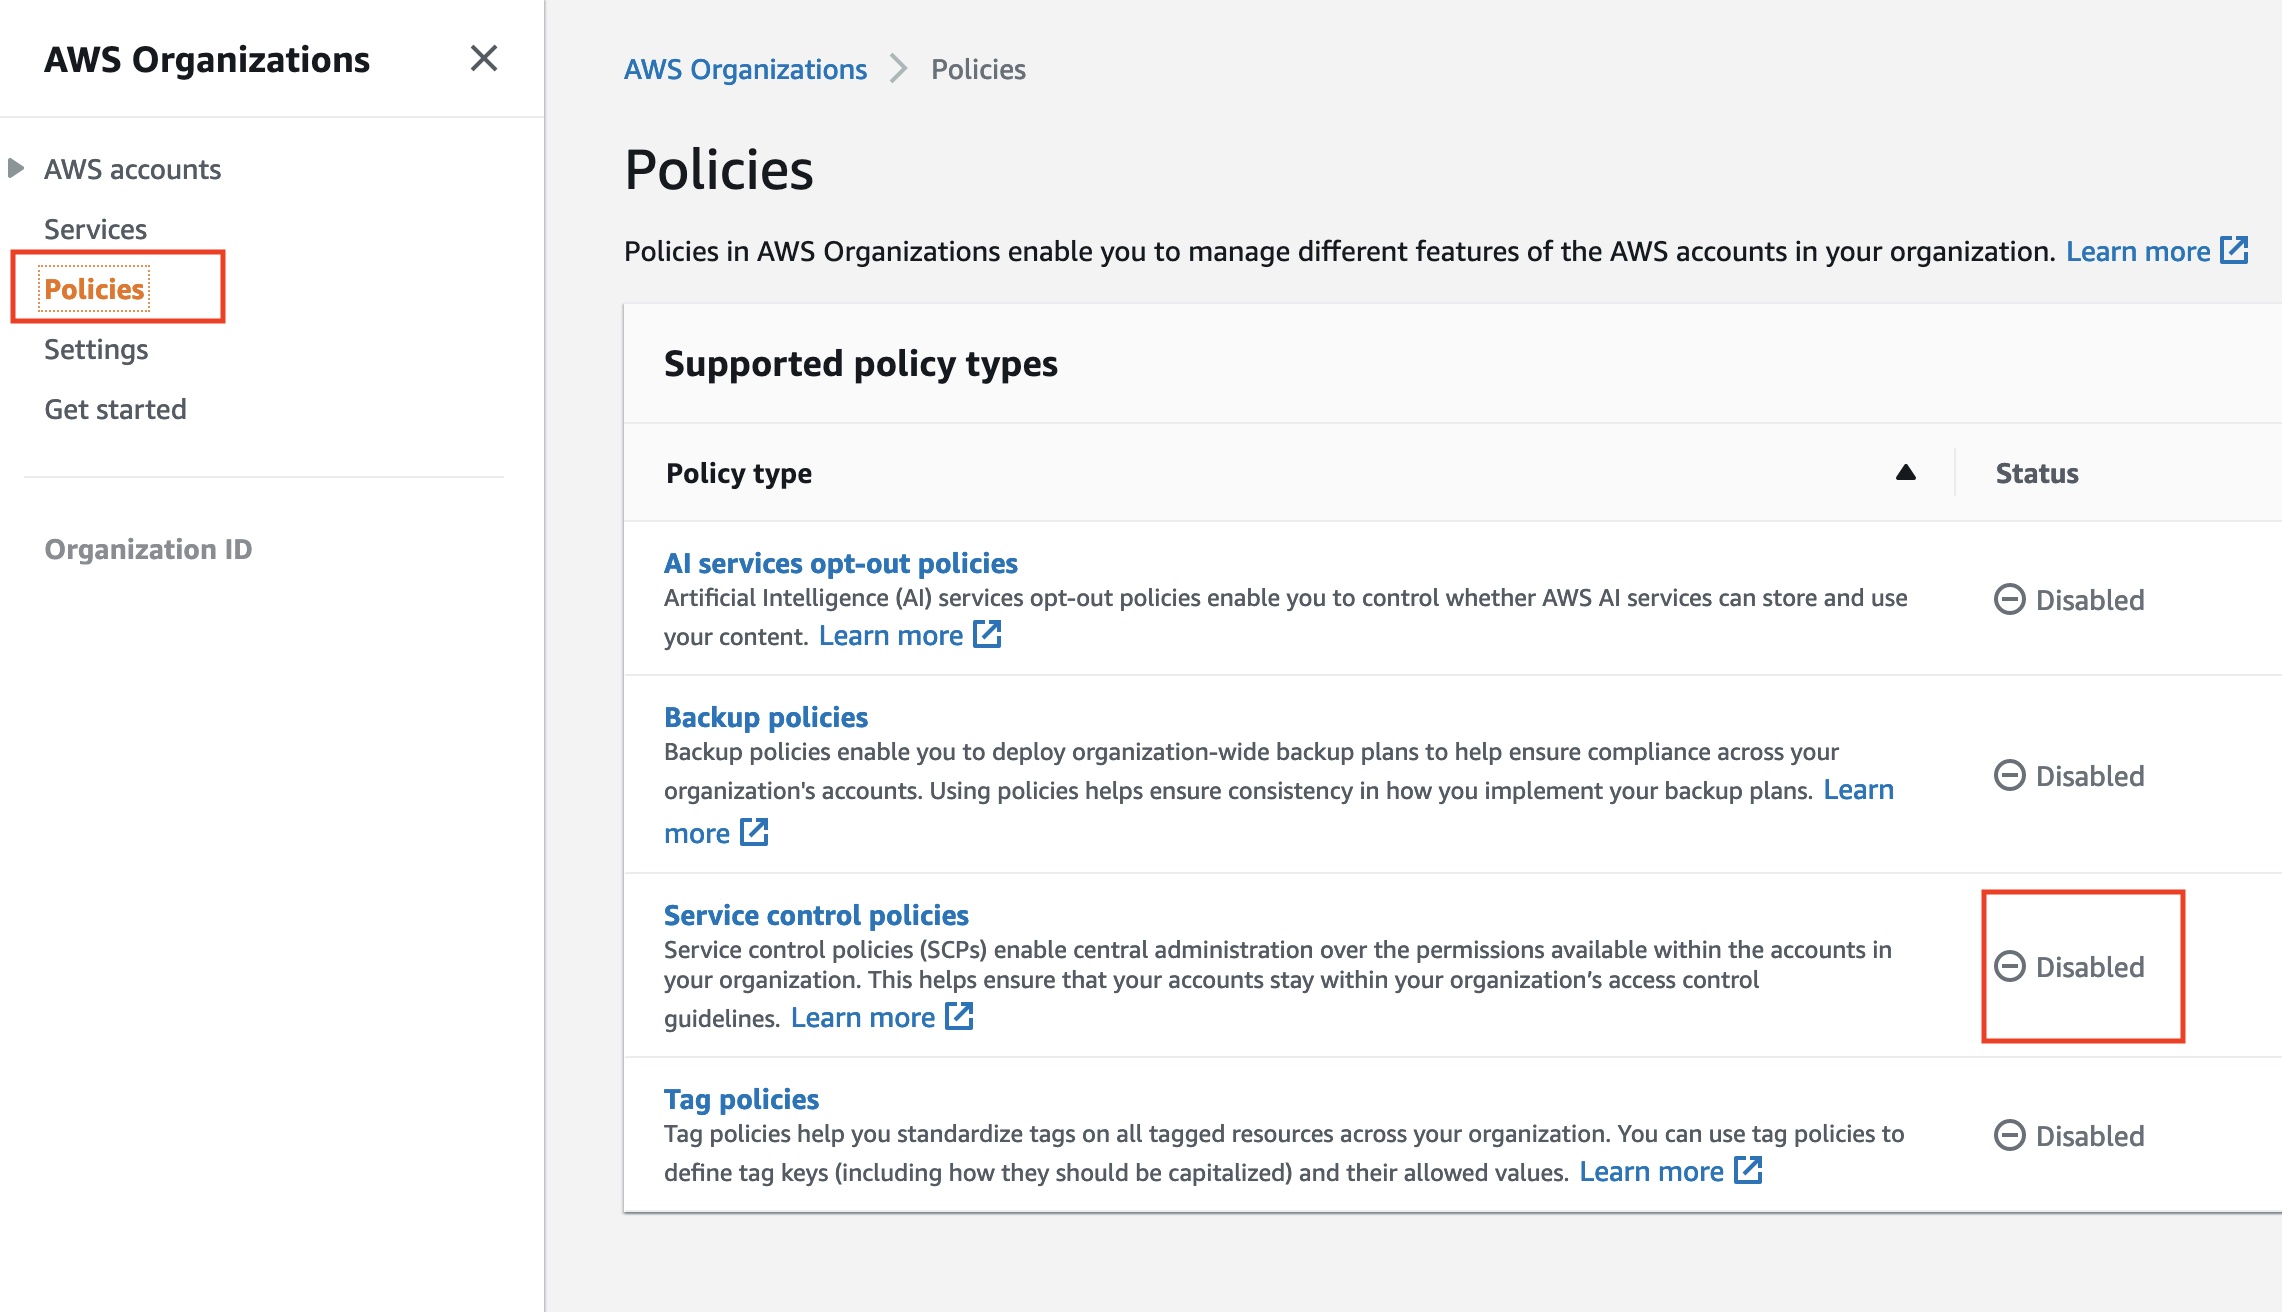 AWS Organizations
AWS accounts
Services
Policies
Settings
Get started
Organization ID
AWS Organizations
Policies
Policies
Policies in AWS Organizations enable you to manage different features of the AWS accounts in your organization. Learn more
Supported policy types
Policy type
Status
AI services opt-out policies
Artificial Intelligence (AI) services opt-out policies enable you to control whether AWS AI services can store and use
your content. Learn more
Disabled
Backup policies
Backup policies enable you to deploy organization-wide backup plans to help ensure compliance across your
organization's accounts. Using policies helps ensure consistency in how you implement your backup plans. Learn
more
Disabled
Service control policies
Service control policies (SCPs) enable central administration over the permissions available within the accounts in
your organization. This helps ensure that your accounts stay within your organization’s access control
guidelines. Learn more
Disabled
Tag policies
Tag policies help you standardize tags on all tagged resources across your organization. You can use tag policies to
define tag keys (including how they should be capitalized) and their allowed values. Learn more
Disabled